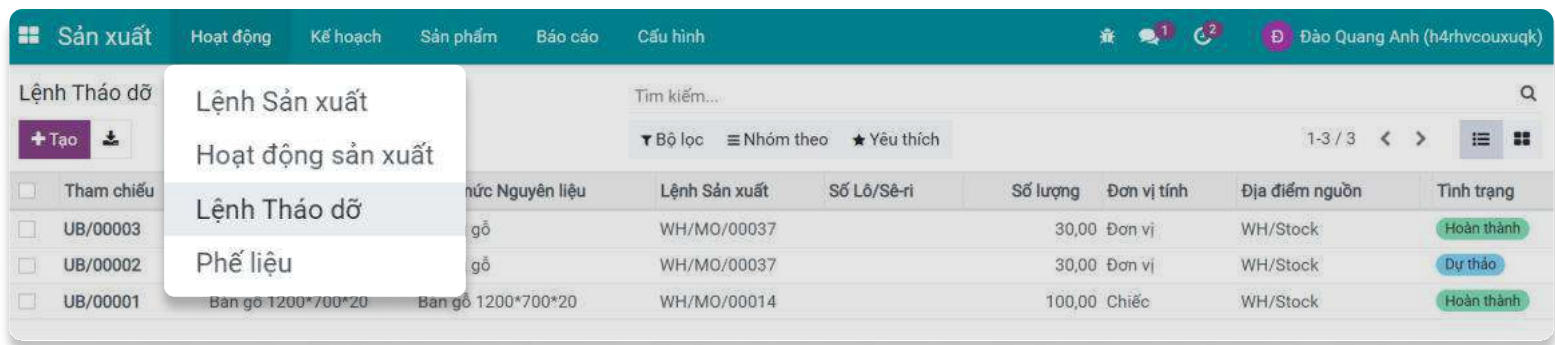 Sản xuất Hoạt động Kế hoạch Sản phẩm Báo cáo Cấu hình 1 2 Đ Đào Quang Anh (h4rhvcouxuqk)
Lệnh Tháo dỡ Tìm kiếm...
Tạo Bộ lọc Nhóm theo Yêu thích 1-3 / 3
Lệnh Sản xuất
Hoạt động sản xuất
Lệnh Tháo dỡ
Phế liệu
Tham chiếu Nguyên liệu Lệnh Sản xuất Số Lô/Sê-ri Số lượng Đơn vị tính Địa điểm nguồn Tình trạng
UB/00003 gỗ WH/MO/00037 30,00 Đơn vị WH/Stock Hoàn thành
UB/00002 gỗ WH/MO/00037 30,00 Đơn vị WH/Stock Dự thảo
UB/00001 Bàn gỗ 1200*700*20 Bàn gỗ 1200*700*20 WH/MO/00014 100,00 Chiếc WH/Stock Hoàn thành